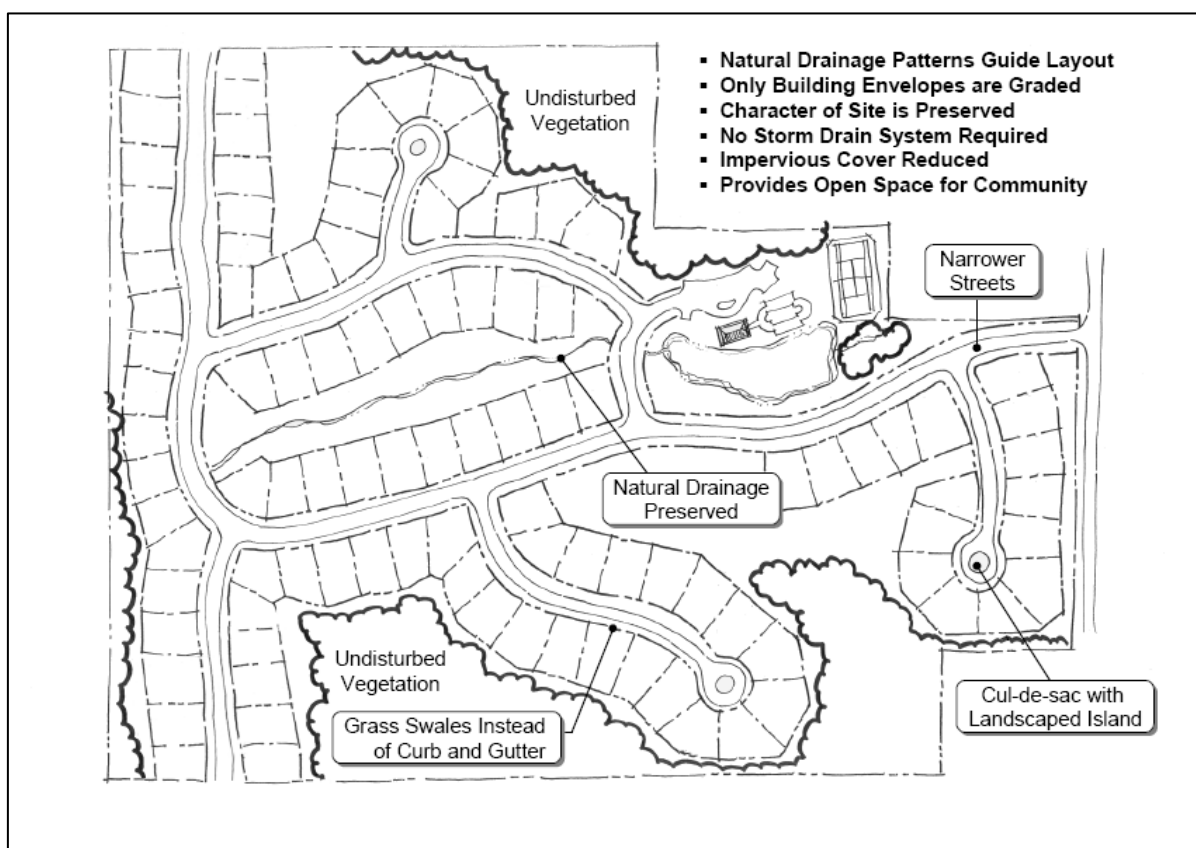 ▪ Natural Drainage Patterns Guide Layout
▪ Only Building Envelopes are Graded
▪ Character of Site is Preserved
▪ No Storm Drain System Required
▪ Impervious Cover Reduced
▪ Provides Open Space for Community
Undisturbed
Vegetation
Narrower
Streets
Natural Drainage
Preserved
Undisturbed
Vegetation
Grass Swales Instead
of Curb and Gutter
Cul-de-sac with
Landscaped Island